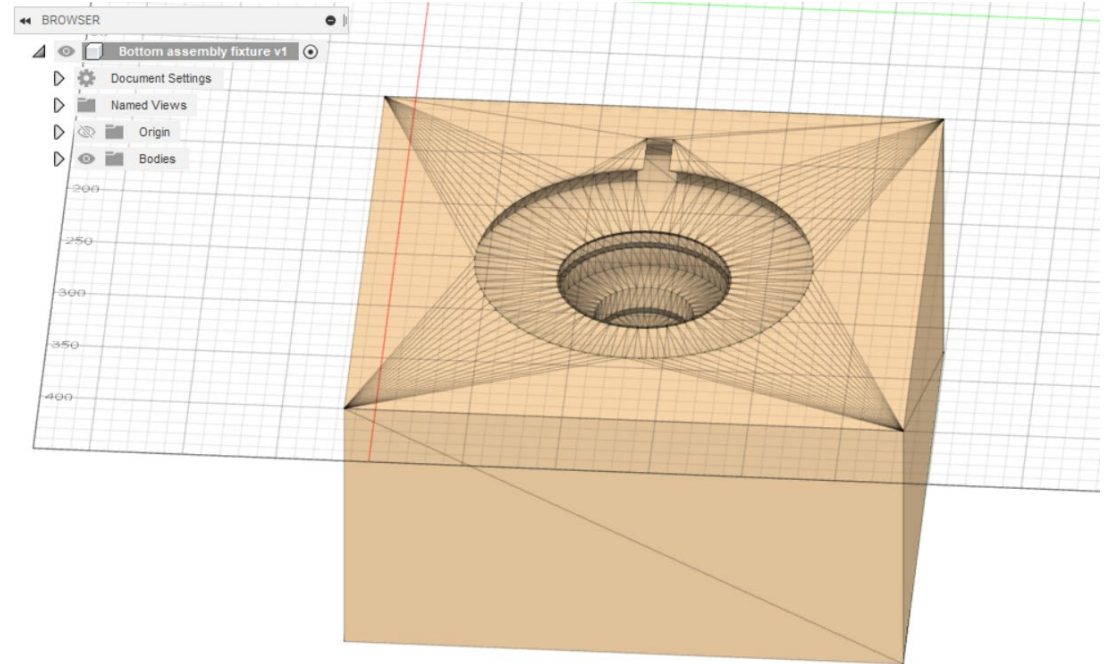 BROWSER
Bottom assembly fixture v1
Document Settings
Named Views
Origin
Bodies
200
250
300
350
400